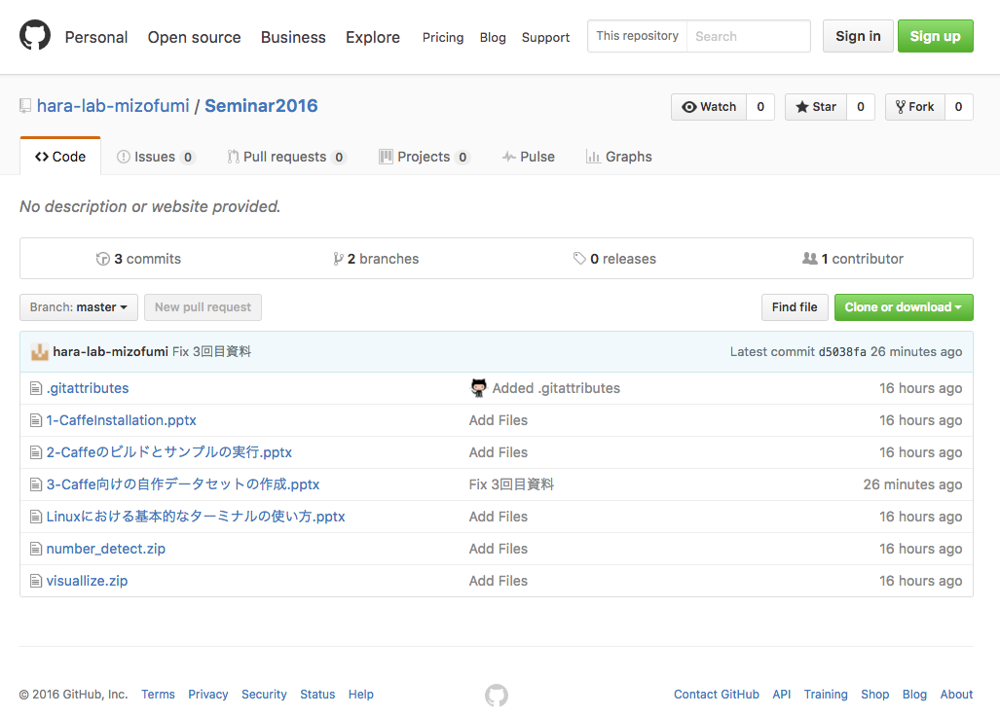 Personal Open source Business Explore Pricing Blog Support This repository Search Sign in Sign up
hara-lab-mizofumi / Seminar2016 Watch 0 Star 0 Fork 0
Code Issues 0 Pull requests 0 Projects 0 Pulse Graphs
No description or website provided.
3 commits 2 branches 0 releases 1 contributor
Branch: master New pull request Find file Clone or download
hara-lab-mizofumi Fix 3回目資料 Latest commit d5038fa 26 minutes ago
.gitattributes Added .gitattributes 16 hours ago
1-CaffeInstallation.pptx Add Files 16 hours ago
2-Caffeのビルドとサンプルの実行.pptx Add Files 16 hours ago
3-Caffe向けの自作データセットの作成.pptx Fix 3回目資料 26 minutes ago
Linuxにおける基本的なターミナルの使い方.pptx Add Files 16 hours ago
number_detect.zip Add Files 16 hours ago
visuallize.zip Add Files 16 hours ago
© 2016 GitHub, Inc. Terms Privacy Security Status Help Contact GitHub API Training Shop Blog About